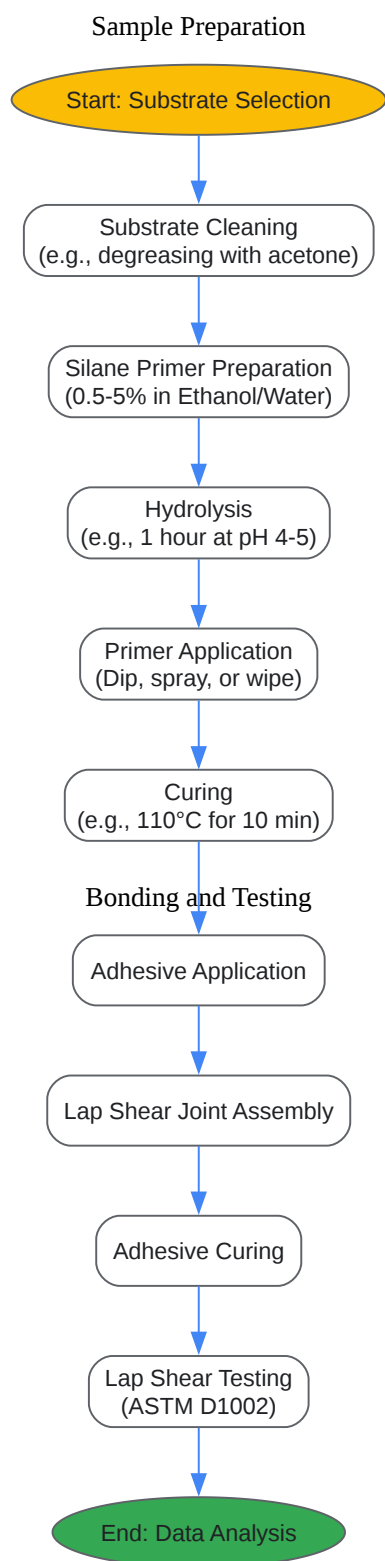 Sample Preparation
Start: Substrate Selection
Substrate Cleaning
(e.g., degreasing with acetone)
Silane Primer Preparation
(0.5-5% in Ethanol/Water)
Hydrolysis
(e.g., 1 hour at pH 4-5)
Primer Application
(Dip, spray, or wipe)
Curing
(e.g., 110°C for 10 min)
Bonding and Testing
Adhesive Application
Lap Shear Joint Assembly
Adhesive Curing
Lap Shear Testing
(ASTM D1002)
End: Data Analysis